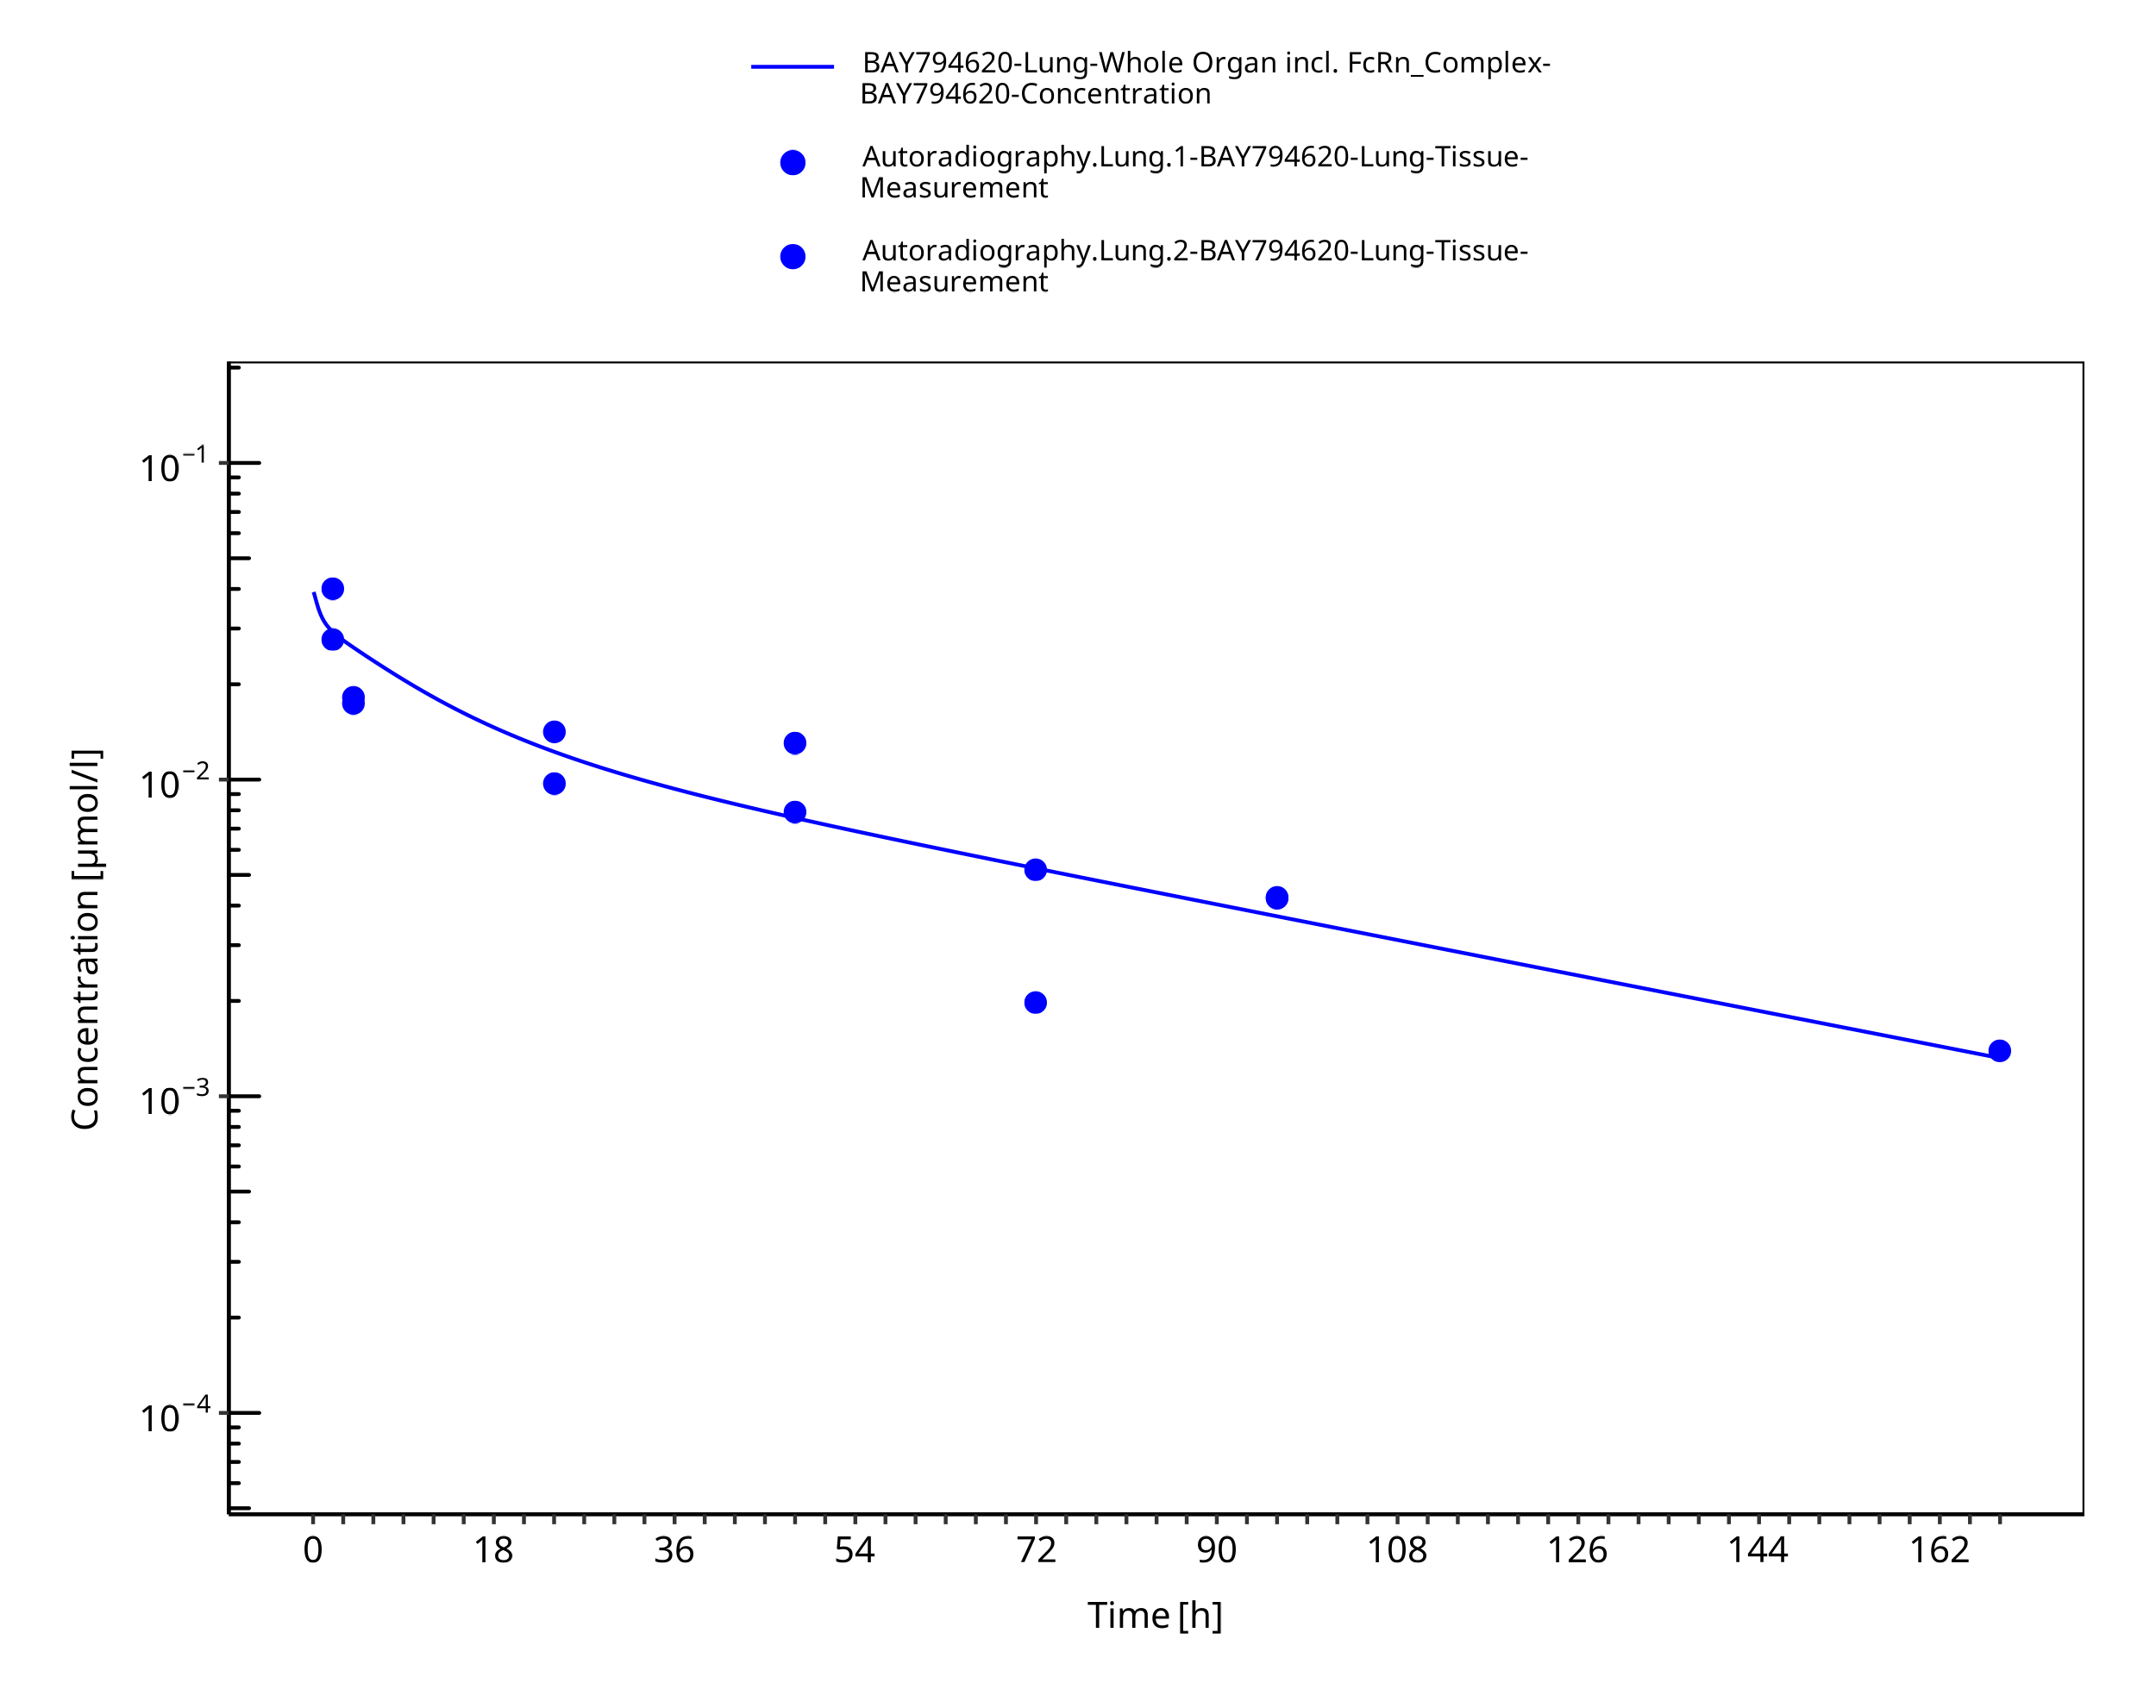 BAY794620-Lung-Whole Organ incl. FcRn_Complex-
BAY794620-Concentration
Autoradiography.Lung.1-BAY794620-Lung-Tissue-
Measurement
Autoradiography.Lung.2-BAY794620-Lung-Tissue-
Measurement
10⁻¹
10⁻²
10⁻³
10⁻⁴
Concentration [µmol/l]
0 18 36 54 72 90 108 126 144 162
Time [h]